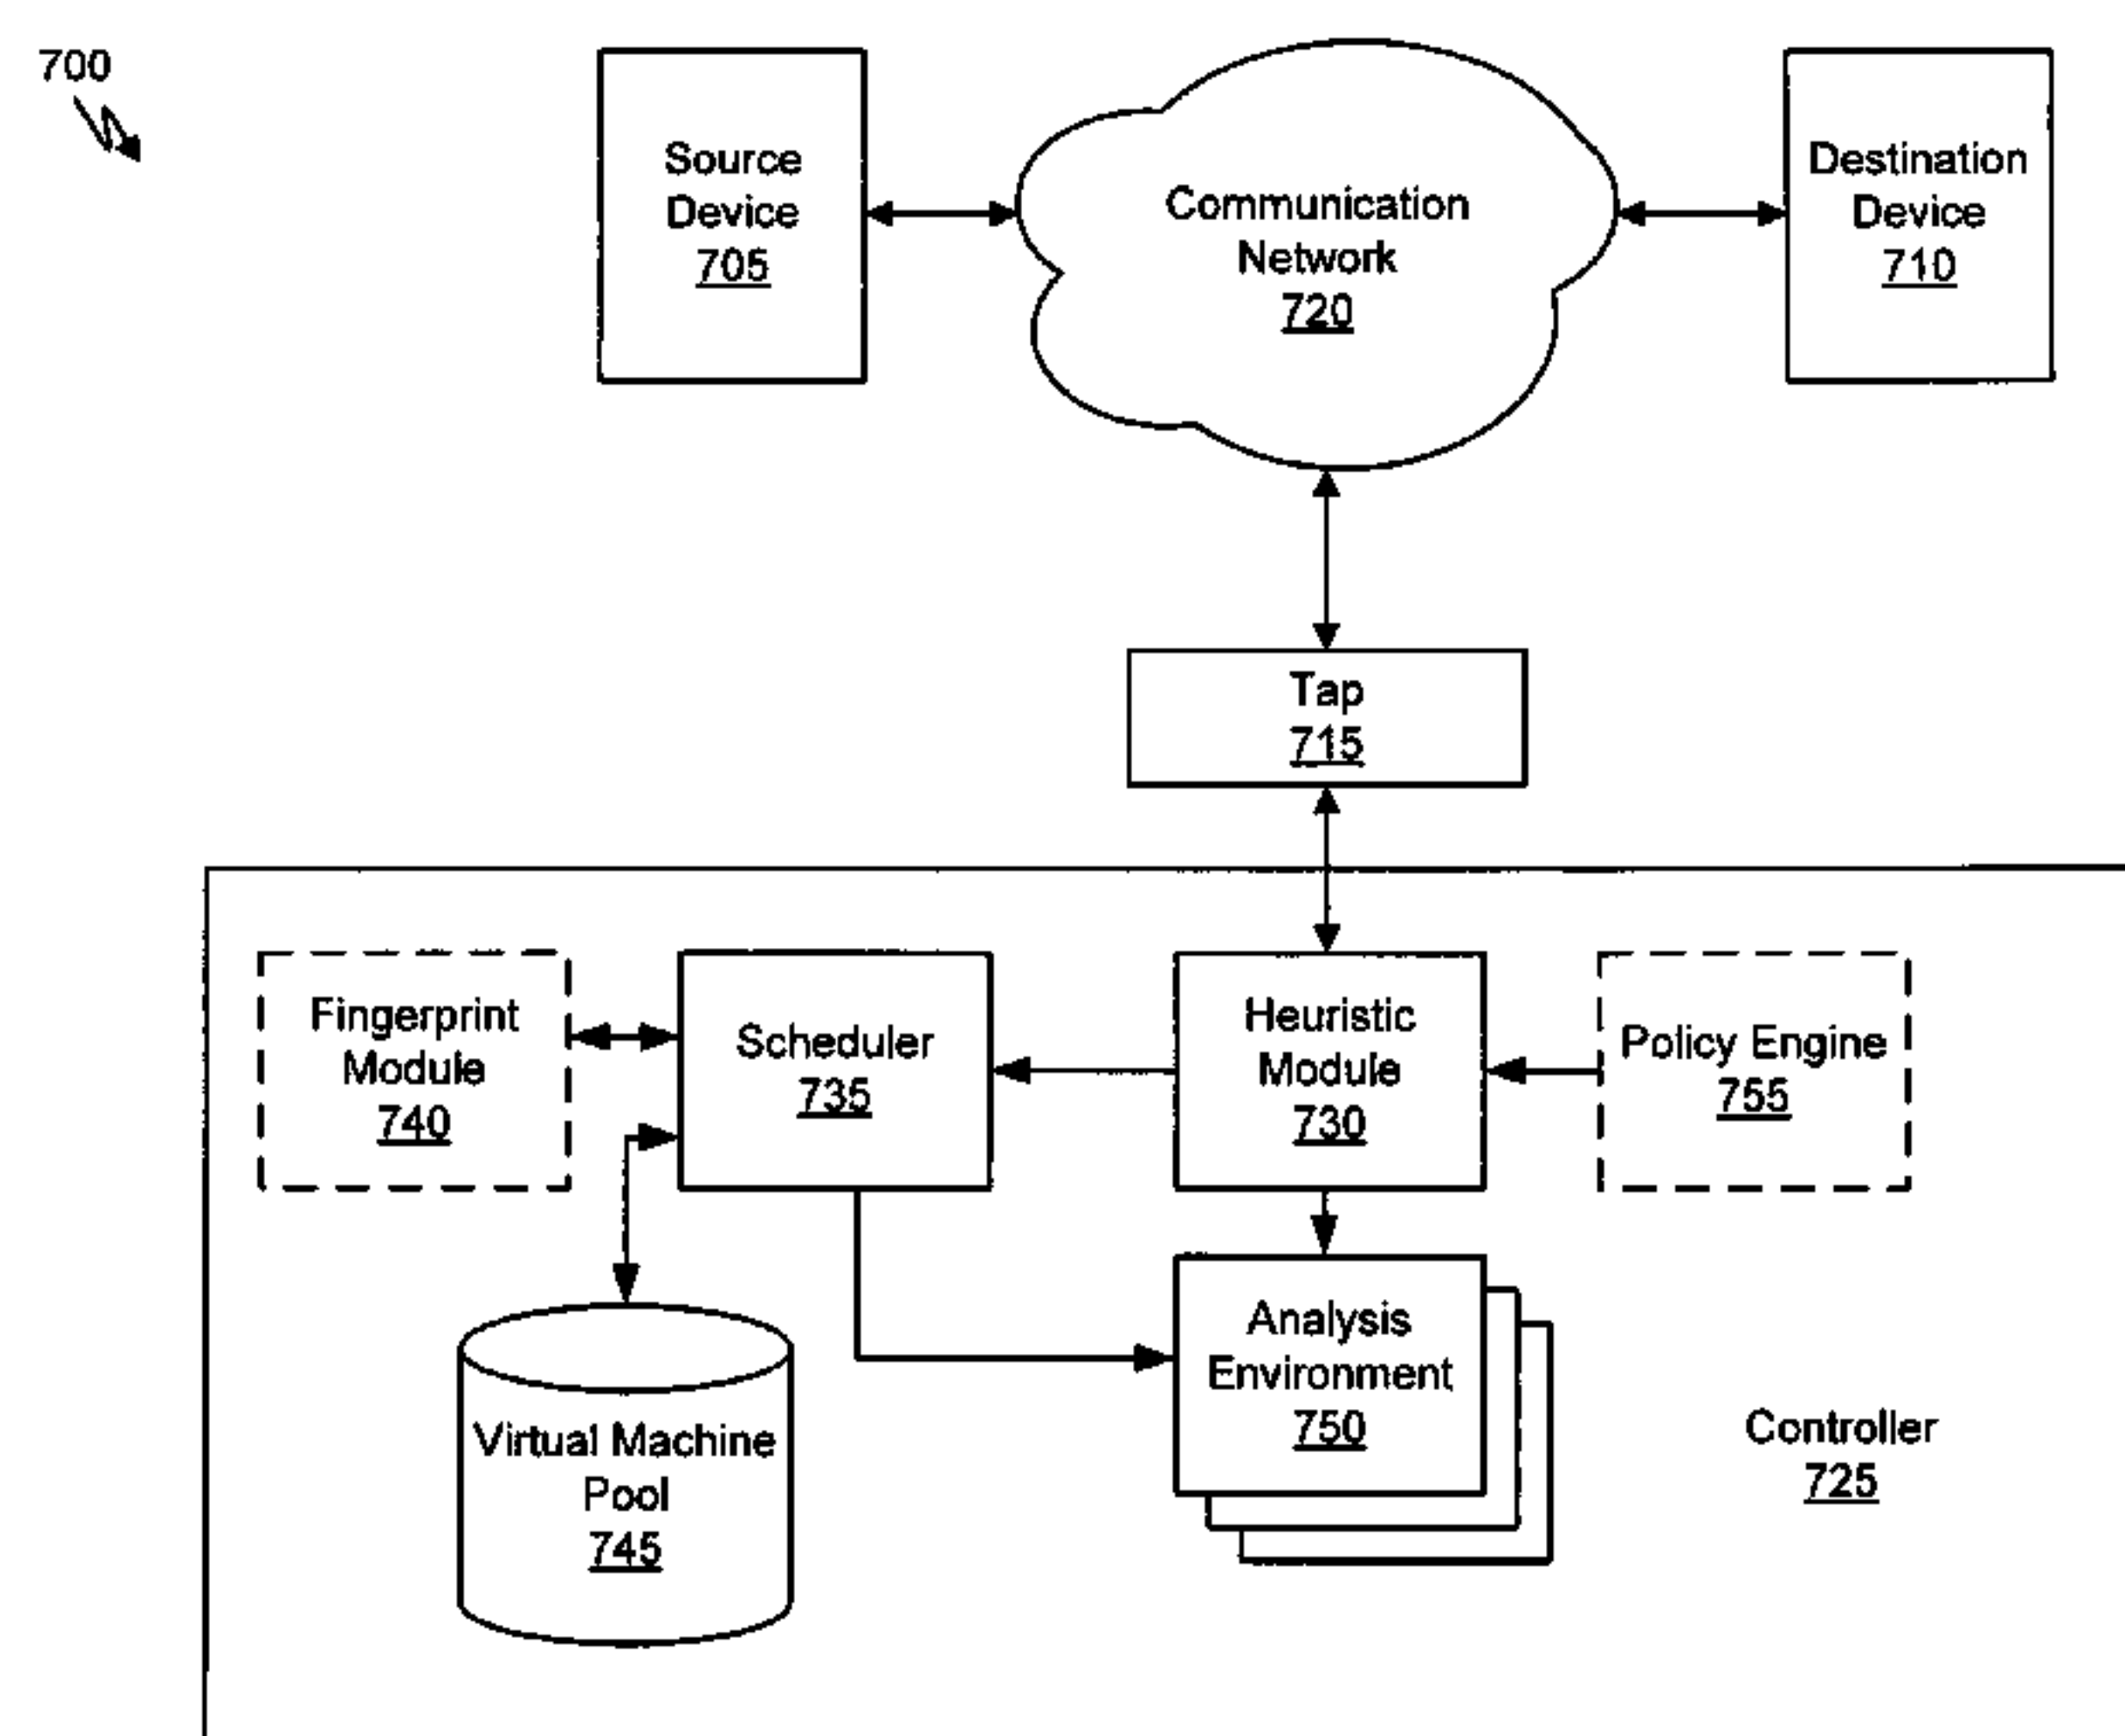 700
Source
Device
705
Communication
Network
720
Destination
Device
710
Tap
715
Fingerprint
Module
740
Scheduler
735
Heuristic
Module
730
Policy Engine
755
Virtual Machine
Pool
745
Analysis
Environment
750
Controller
725